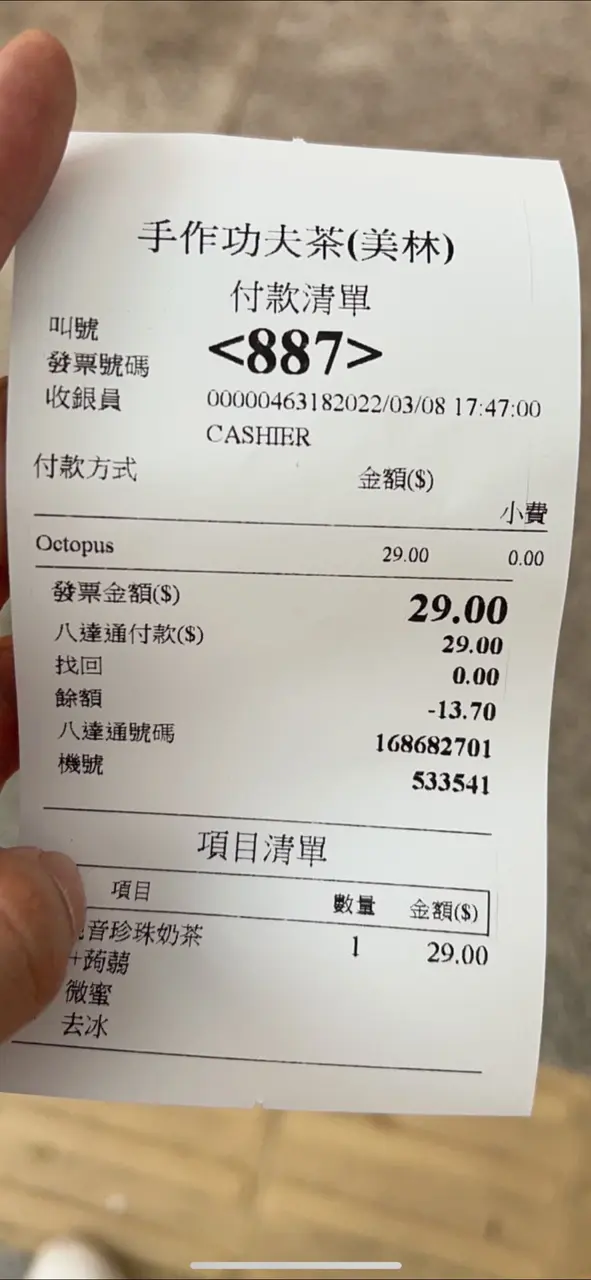 手作功夫茶(美林)
付款清單
叫號 <887>
發票號碼
收銀員 00000463182022/03/08 17:47:00
CASHIER
付款方式 金額($)
小費
Octopus 29.00 0.00
發票金額($) 29.00
八達通付款($) 29.00
找回 0.00
餘額 -13.70
八達通號碼 168682701
機號 533541
項目清單
項目 數量 金額($)
音珍珠奶茶 1 29.00
+蒟蒻
微蜜
去冰